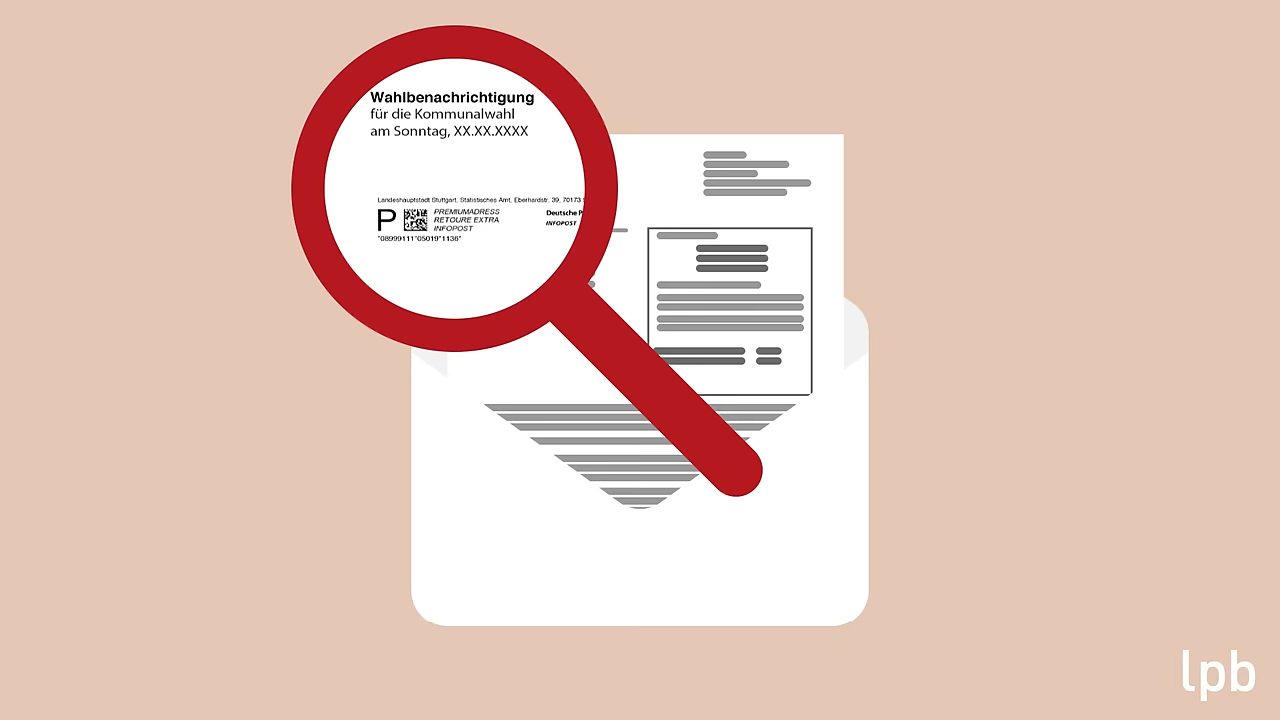 Wahlbenachrichtigung
für die Kommunalwahl
am Sonntag, XX.XX.XXXX
Landeshauptstadt Stuttgart, Statistisches Amt, Eberhardstr. 39, 70173
P PREMIUMADRESS
RETOURE EXTRA
INFOPOST
Deutsche P
INFOPOST
*08999111*05019*1136*
lpb